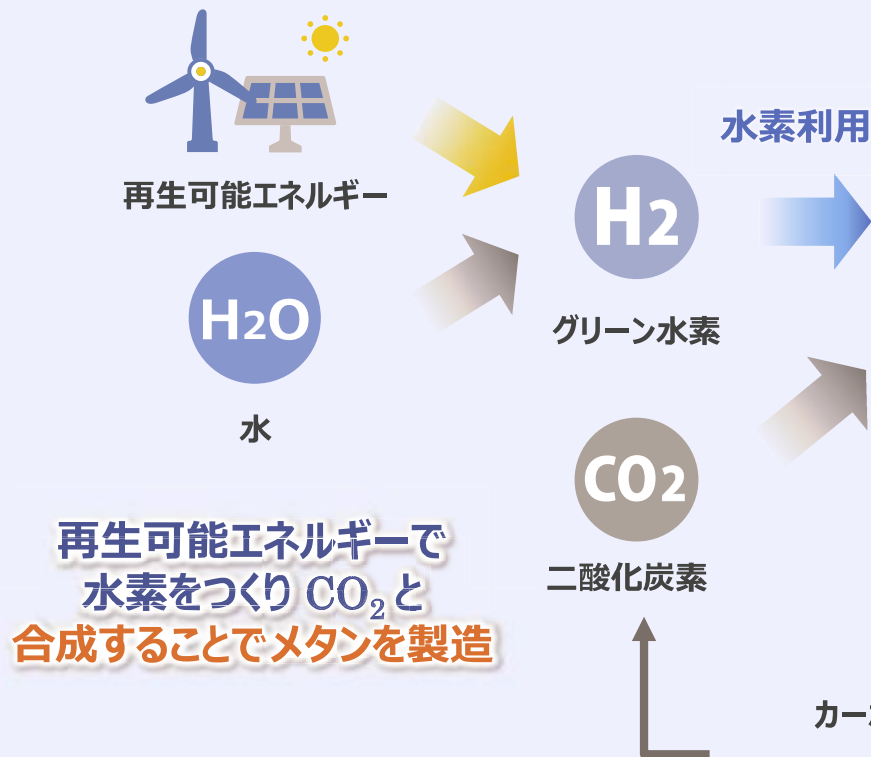 水素利用
再生可能エネルギー
H2
H2O
グリーン水素
水
CO2
再生可能エネルギーで
水素をつくり CO₂ と
二酸化炭素
合成することでメタンを製造
カー